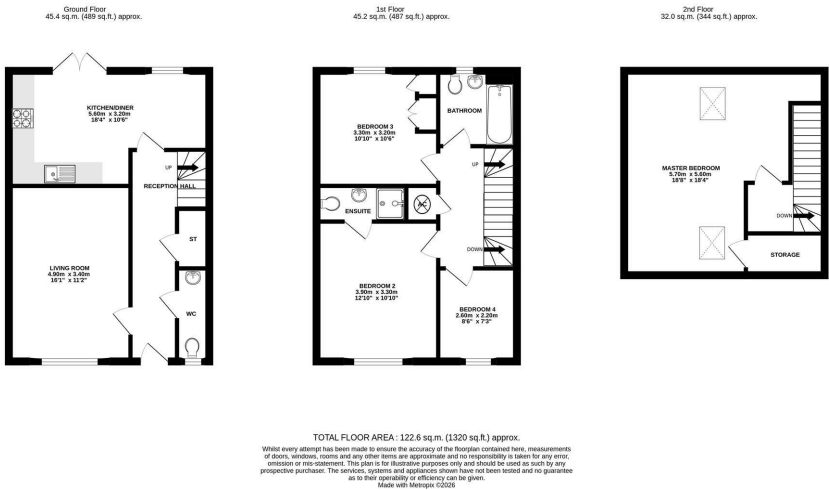 Ground Floor
45.4 sq.m. (489 sq.ft.) approx.
1st Floor
45.2 sq.m. (487 sq.ft.) approx.
2nd Floor
32.0 sq.m. (344 sq.ft.) approx.
KITCHEN/DINER
5.60m x 3.20m
18'4" x 10'6"
UP
RECEPTION HALL
ST
LIVING ROOM
4.90m x 3.40m
16'1" x 11'2"
WC
BEDROOM 3
3.30m x 3.20m
10'10" x 10'6"
BATHROOM
UP
ENSUITE
AC
DOWN
BEDROOM 2
3.90m x 3.30m
12'10" x 10'10"
BEDROOM 4
2.60m x 2.20m
8'6" x 7'3"
MASTER BEDROOM
5.70m x 5.60m
18'8" x 18'4"
DOWN
STORAGE
TOTAL FLOOR AREA : 122.6 sq.m. (1320 sq.ft.) approx.
Whilst every attempt has been made to ensure the accuracy of the floorplan contained here, measurements
of doors, windows, rooms and any other items are approximate and no responsibility is taken for any error,
omission or mis-statement. This plan is for illustrative purposes only and should be used as such by any
prospective purchaser. The services, systems and appliances shown have not been tested and no guarantee
as to their operability or efficiency can be given.
Made with Metropix ©2026